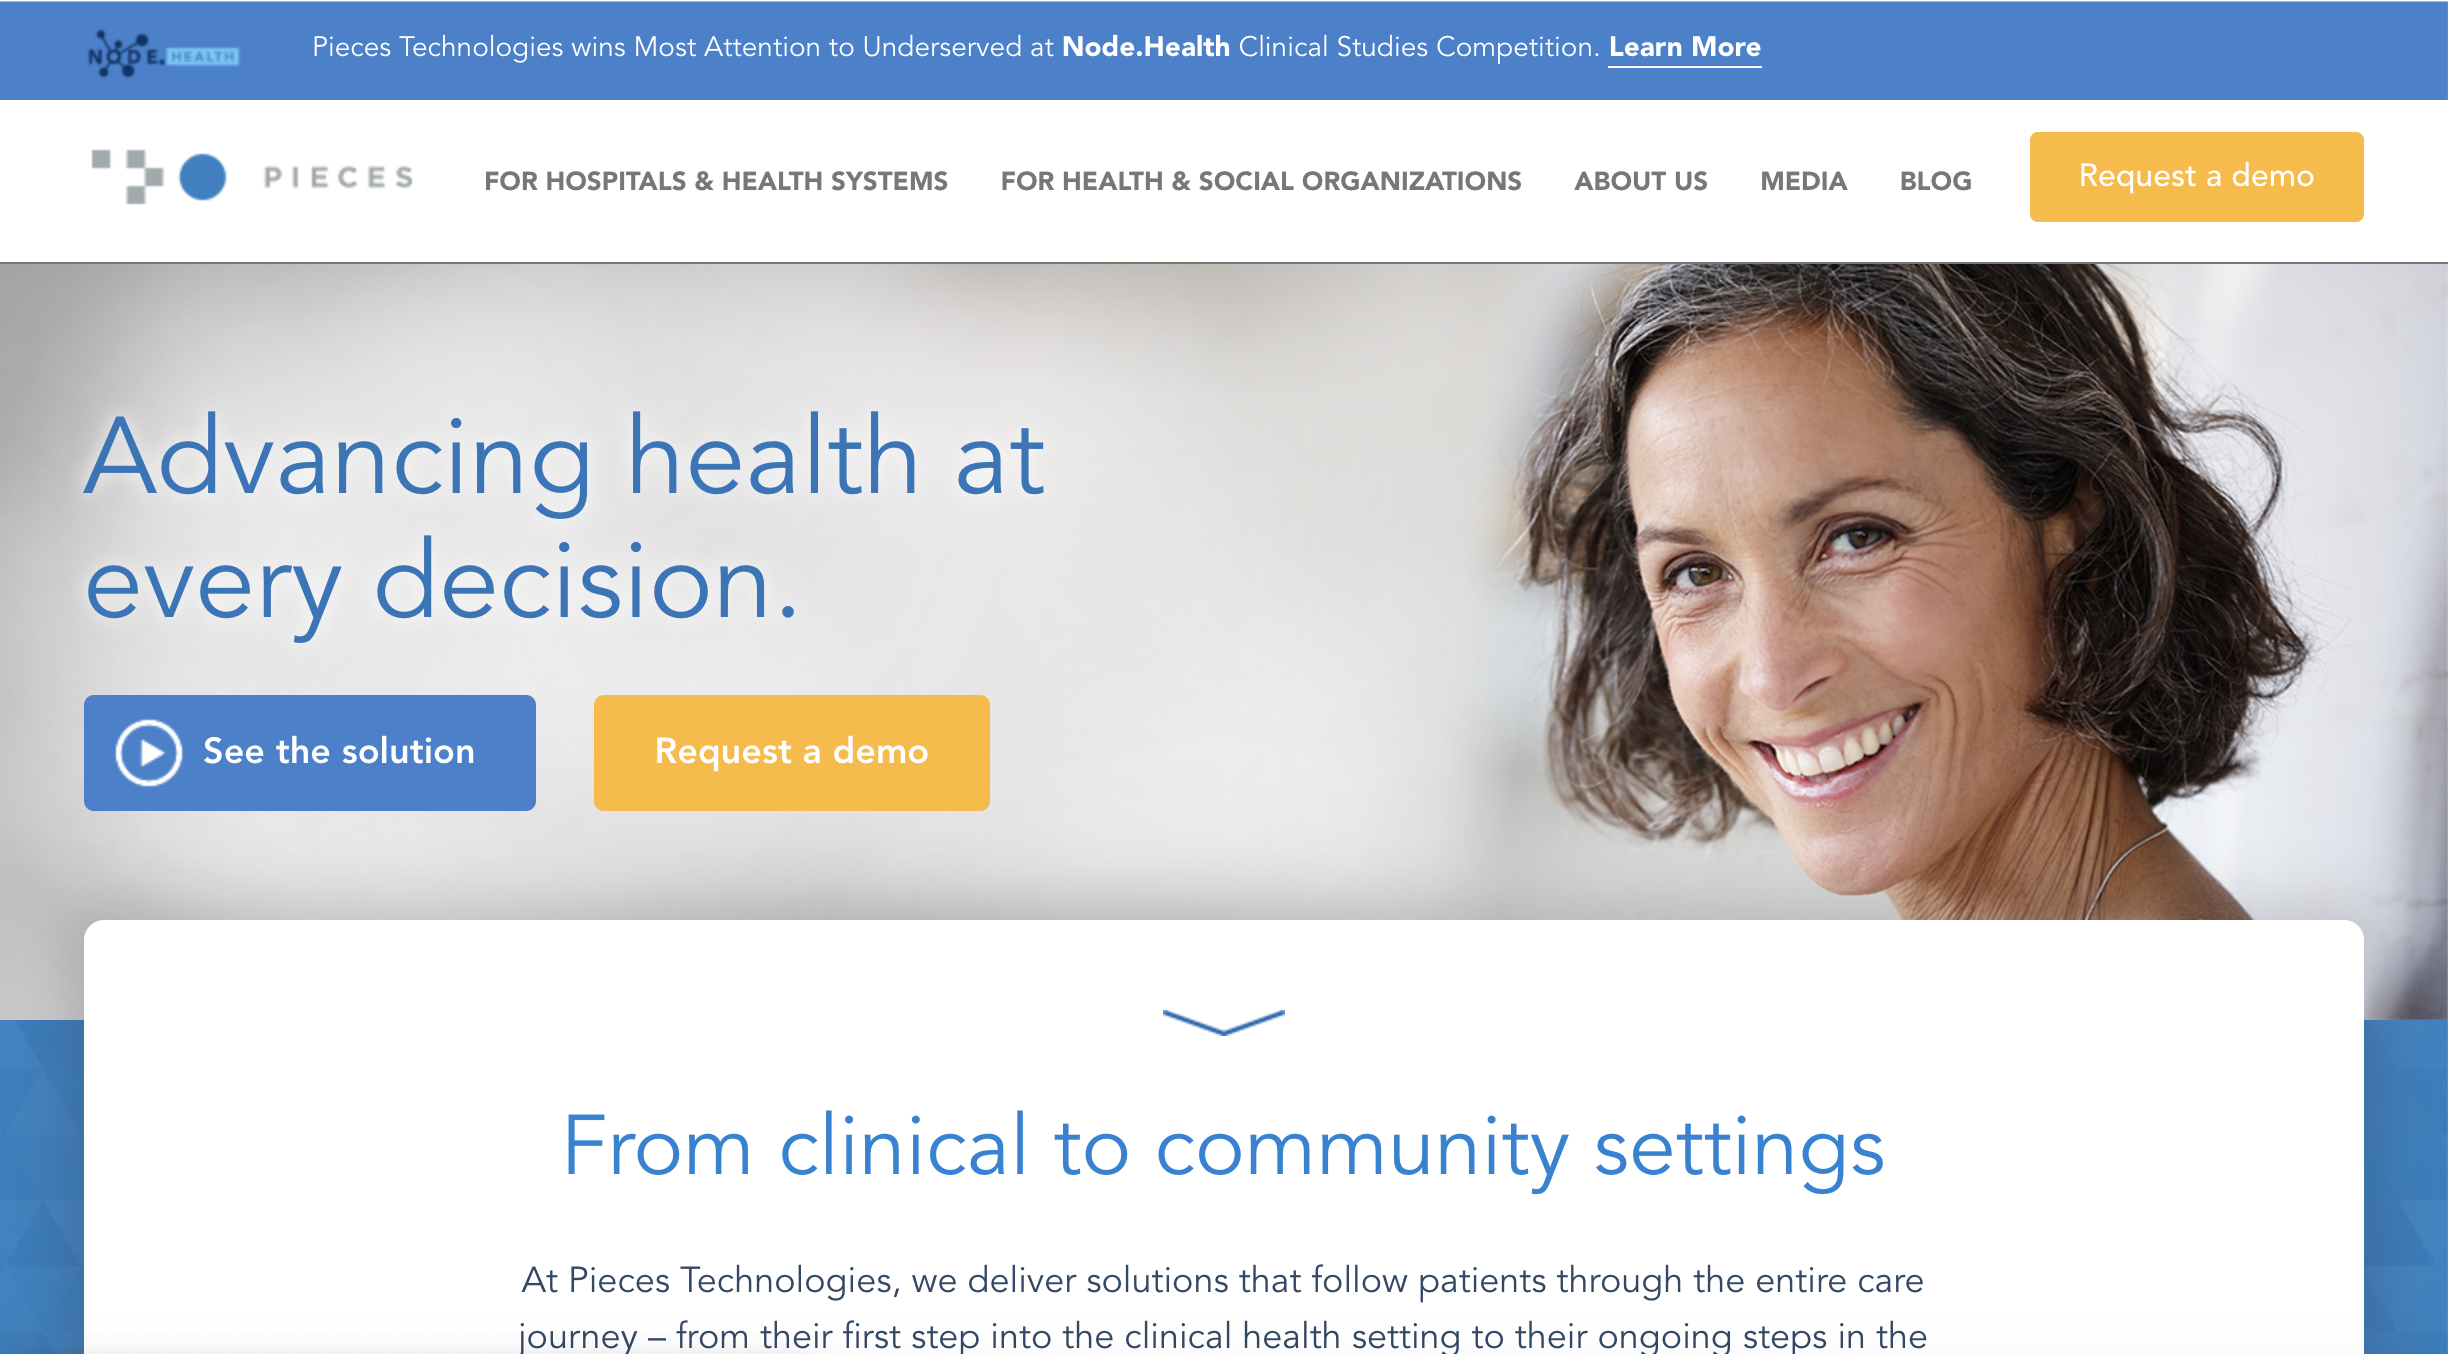 NODE.HEALTH
Pieces Technologies wins Most Attention to Underserved at Node.Health Clinical Studies Competition. Learn More
PIECES
FOR HOSPITALS & HEALTH SYSTEMS
FOR HEALTH & SOCIAL ORGANIZATIONS
ABOUT US
MEDIA
BLOG
Request a demo
Advancing health at
every decision.
See the solution
Request a demo
From clinical to community settings
At Pieces Technologies, we deliver solutions that follow patients through the entire care
journey – from their first step into the clinical health setting to their ongoing steps in the